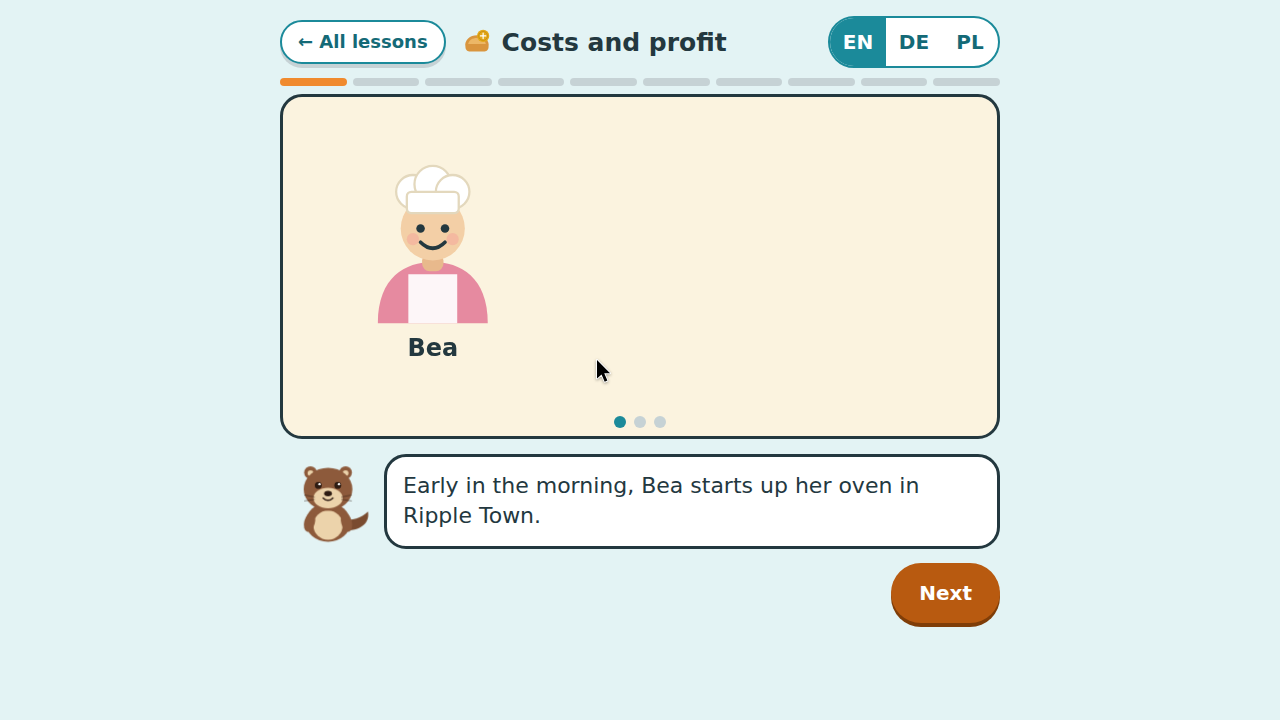 ← All lessons
Costs and profit
EN DE PL
Bea
Early in the morning, Bea starts up her oven in
Ripple Town.
Next